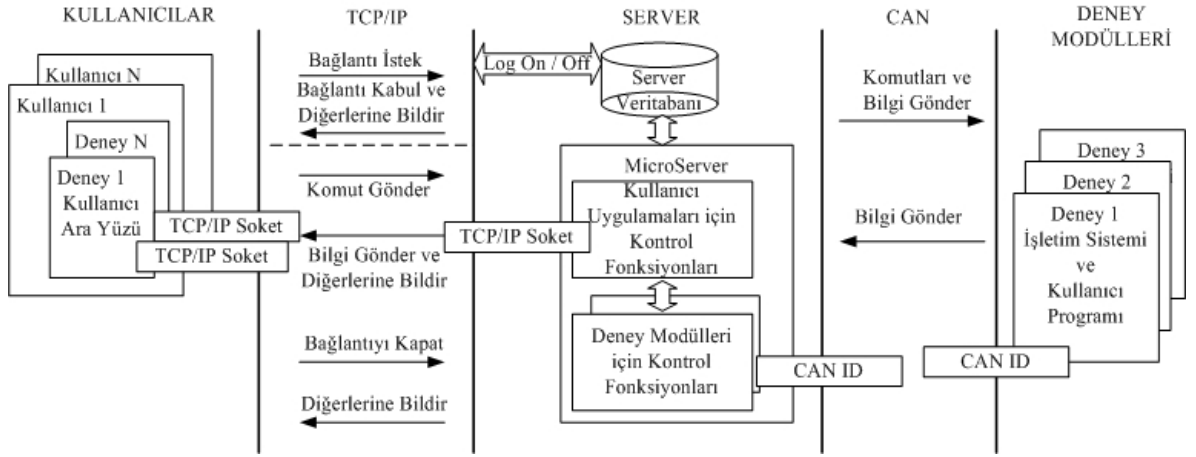 KULLANICILAR
TCP/IP
SERVER
CAN
DENEY
MODÜLLERİ
Kullanıcı N
Kullanıcı 1
Deney N
Deney 1
Kullanıcı
Ara Yüzü
TCP/IP Soket
TCP/IP Soket
Bağlantı İstek
Bağlantı Kabul ve
Diğerlerine Bildir
Komut Gönder
Bilgi Gönder ve
Diğerlerine Bildir
Bağlantıyı Kapat
Diğerlerine Bildir
Log On / Off
Server
Veritabanı
MicroServer
Kullanıcı
Uygulamaları için
Kontrol
Fonksiyonları
TCP/IP Soket
Deney Modülleri
için Kontrol
Fonksiyonları
CAN ID
Komutları ve
Bilgi Gönder
Bilgi Gönder
CAN ID
Deney 3
Deney 2
Deney 1
İşletim Sistemi
ve
Kullanıcı
Programı